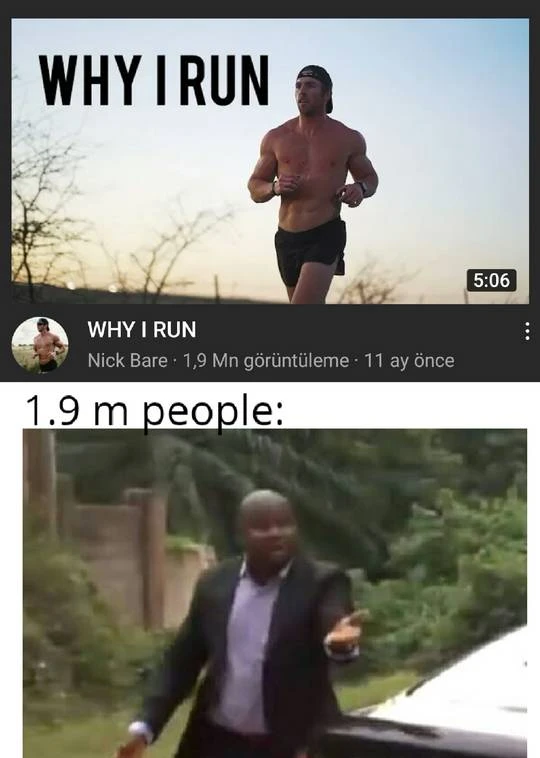 WHY I RUN
5:06
WHY I RUN
Nick Bare · 1,9 Mn görüntüleme · 11 ay önce
1.9 m people: